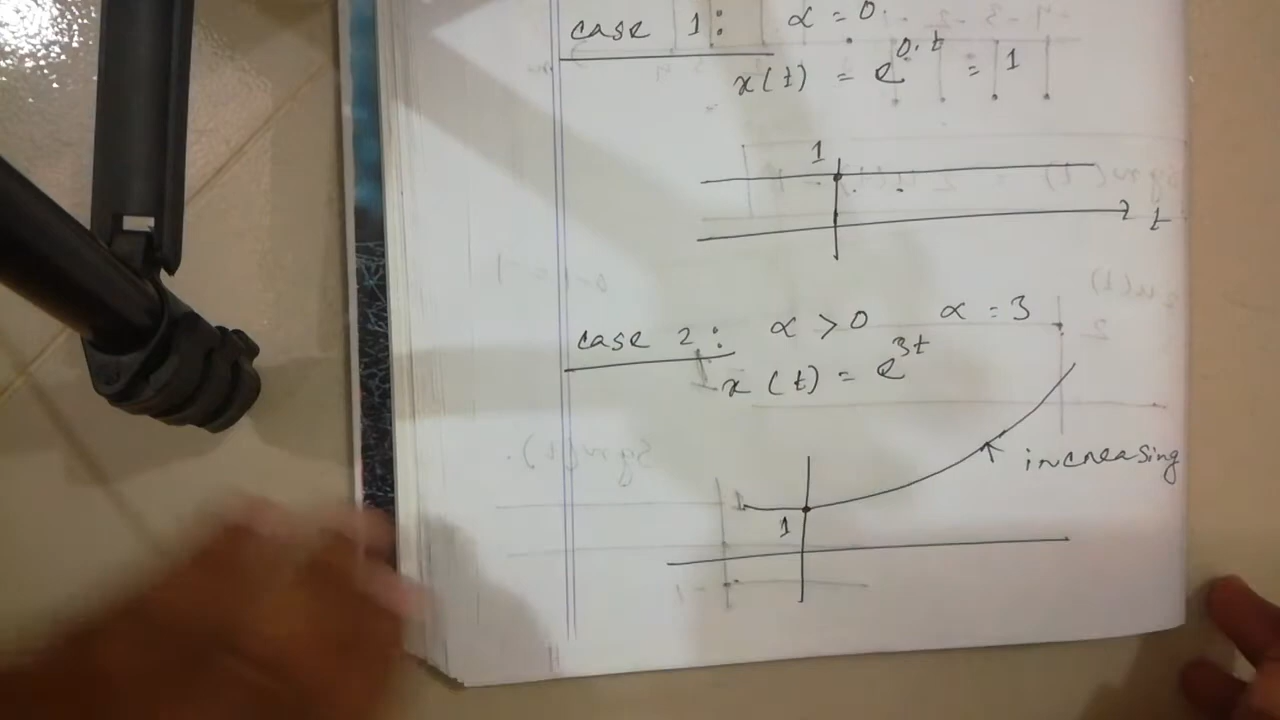 case 1: α = 0.
x(t) = e^{0.t} = 1
1
t
case 2: α > 0 α = 3
x(t) = e^{3t}
increasing
1